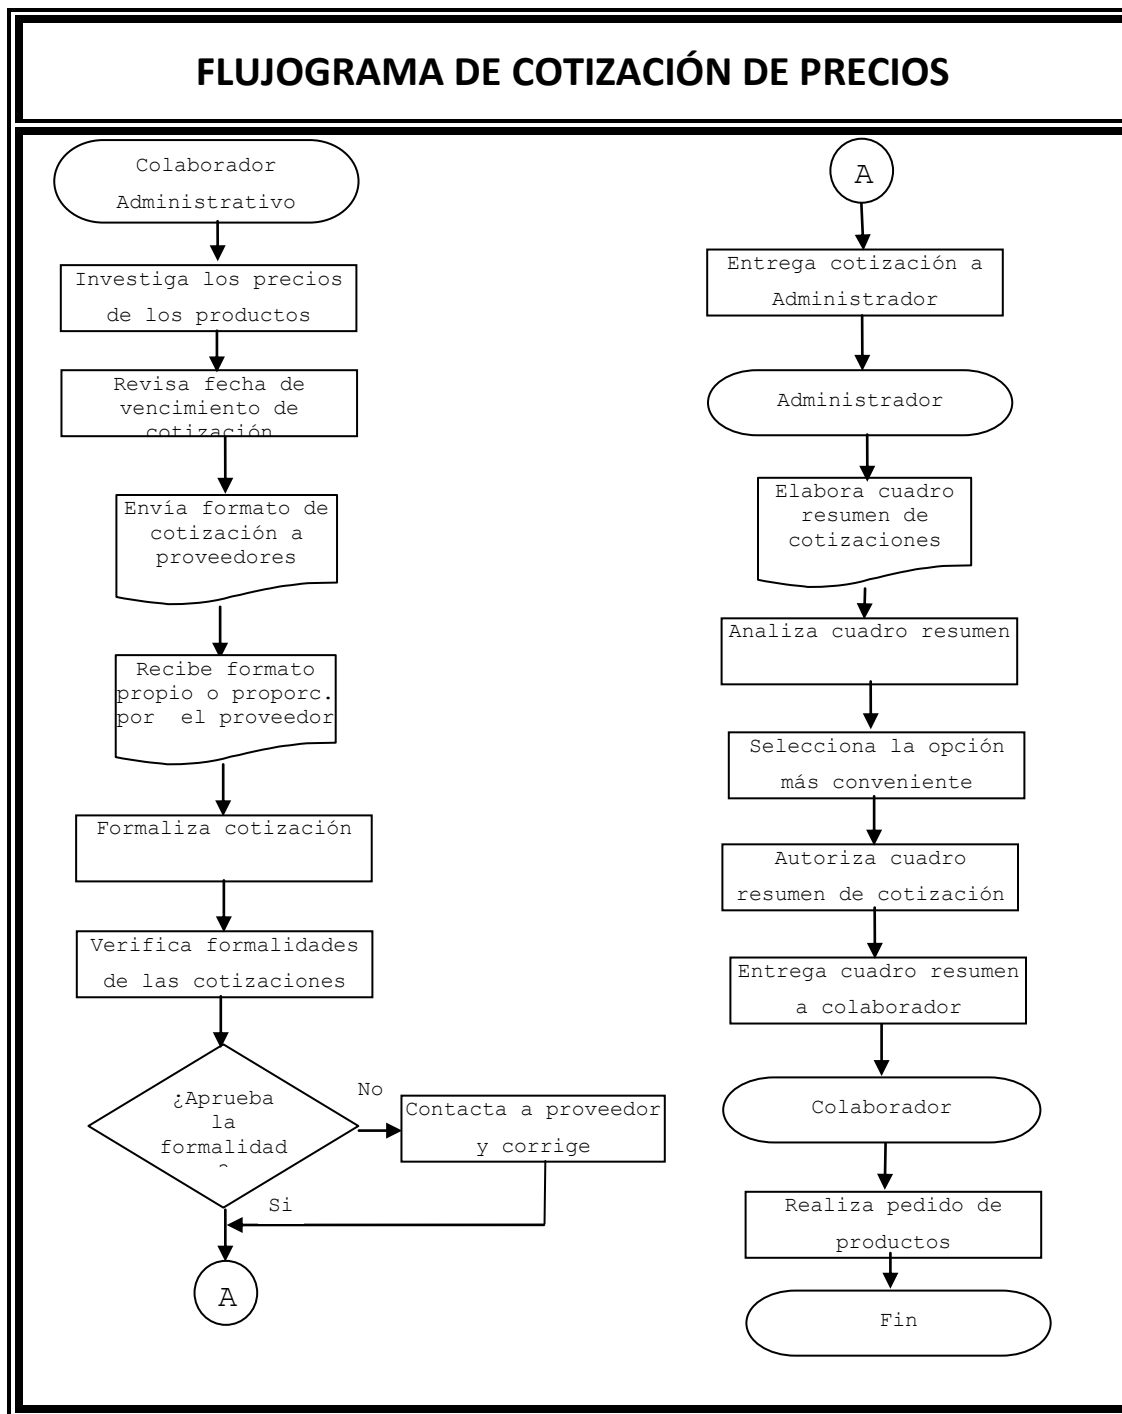 FLUJOGRAMA DE COTIZACIÓN DE PRECIOS
Colaborador
Administrativo
Investiga los precios
de los productos
Revisa fecha de
vencimiento de
cotización
Envía formato de
cotización a
proveedores
Recibe formato
propio o proporc.
por el proveedor
Formaliza cotización
Verifica formalidades
de las cotizaciones
¿Aprueba
la
formalidad
?
No
Contacta a proveedor
y corrige
Si
A
A
Entrega cotización a
Administrador
Administrador
Elabora cuadro
resumen de
cotizaciones
Analiza cuadro resumen
Selecciona la opción
más conveniente
Autoriza cuadro
resumen de cotización
Entrega cuadro resumen
a colaborador
Colaborador
Realiza pedido de
productos
Fin